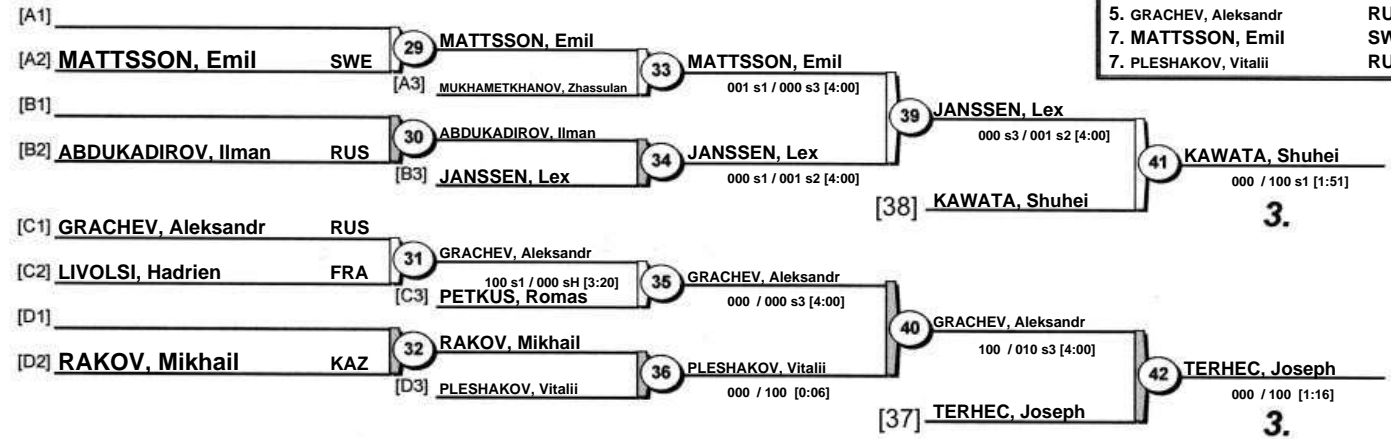 5. GRACHEV, Aleksandr RU
7. MATTSSON, Emil SW
7. PLESHAKOV, Vitalii RU
[A1]
[A2] MATTSSON, Emil SWE
29 MATTSSON, Emil
[A3] MUKHAMETKHANOV, Zhassulan
33 MATTSSON, Emil
001 s1 / 000 s3 [4:00]
[B1]
[B2] ABDUKADIROV, Ilman RUS
30 ABDUKADIROV, Ilman
[B3] JANSSEN, Lex
34 JANSSEN, Lex
000 s1 / 001 s2 [4:00]
39 JANSSEN, Lex
000 s3 / 001 s2 [4:00]
[38] KAWATA, Shuhei
41 KAWATA, Shuhei
000 / 100 s1 [1:51]
3.
[C1] GRACHEV, Aleksandr RUS
[C2] LIVOLSI, Hadrien FRA
31 GRACHEV, Aleksandr
100 s1 / 000 sH [3:20]
[C3] PETKUS, Romas
35 GRACHEV, Aleksandr
000 / 000 s3 [4:00]
[D1]
[D2] RAKOV, Mikhail KAZ
32 RAKOV, Mikhail
[D3] PLESHAKOV, Vitalii
36 PLESHAKOV, Vitalii
000 / 100 [0:06]
40 GRACHEV, Aleksandr
100 / 010 s3 [4:00]
[37] TERHEC, Joseph
42 TERHEC, Joseph
000 / 100 [1:16]
3.